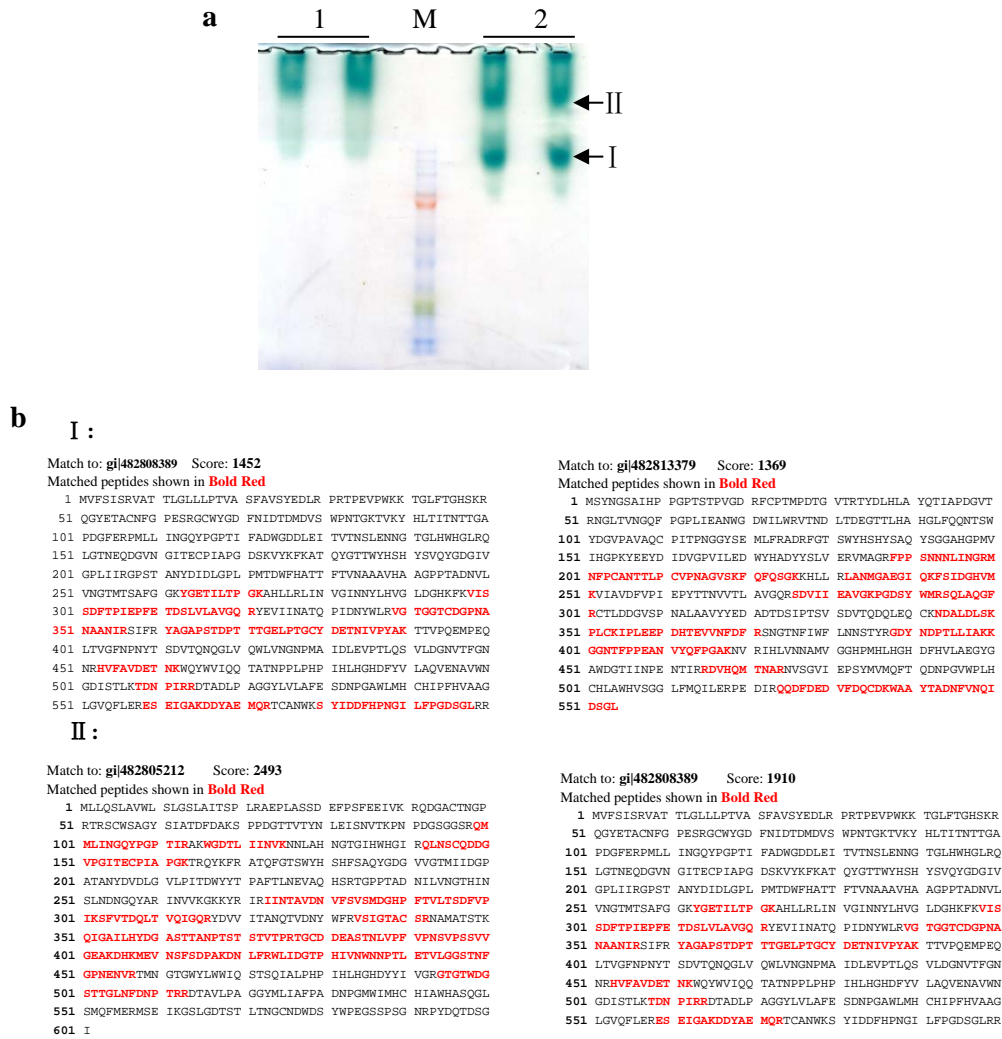 a
1 M 2
II
I
b
I :
Match to: gi|482808389 Score: 1452
Matched peptides shown in Bold Red
1 MVFSISRVAT TLGLLLPTVA SFAVSYEDLR PRTPEVPWKK TGLFTGHSKR
51 QGYETACNFG PESRGCWYGD FNIDTDMDVS WPNTGKTVKY HLTITNTTGA
101 PDGFERPMLL INGQYPGPTI FADWGDDLEI TVTNSLENNG TGLHWHGLRQ
151 LGTNEQDGVN GITECPIAPG DSKVYKFKAT QYGTTWYHSH YSVQYGDGIV
201 GPLIIRGPST ANYDIDLGPL PMTDWFHATT FTVNAAAVHA AGPPTADNVL
251 VNGTMTSAFG GKYGETILTP GKAHLLRLIN VGINNYLHVG LDGHKFKVIS
301 SDFTPIEPFE TDSLVLAVGQ RYEVIINATQ PIDNYWLRVG TGGTCDGPNA
351 NAANIRSIFR YAGAPSTDPT TTGELPTGCY DETNIVPYAK TTVPQEMPEQ
401 LTVGFNPNYT SDVTQNQGLV QWLVNGNPMA IDLEVPTLQS VLDGNVTFGN
451 NRHVFAVDET NKWQYWVIQQ TATNPPLPHP IHLHGHDFYV LAQVENAVWN
501 GDISTLKTDN PIRRDTADLP AGGYLVLAFE SDNPGAWLMH CHIPFHVAAG
551 LGVQFLERES EIGAKDDYAE MQRTCANWKS YIDDFHPNGI LFPGDSGLRR
Match to: gi|482813379 Score: 1369
Matched peptides shown in Bold Red
1 MSYNGSAIHP PGPTSTPVGD RFCPTMPDTG VTRTYDLHLA YQTIAPDGVT
51 RNGLTVNGQF PGPLIEANWG DWILWRVTND LTDEGTTLHA HGLFQQNTSW
101 YDGVPAVAQC PITPNGGYSE MLFRADRFGT SWYHSHYSAQ YSGGAHGPMV
151 IHGPKYEEYD IDVGPVILED WYHADYYSLV ERVMAGRFPP SNNNLINGRM
201 NFPCANTTLP CVPNAGVSKF QFQSGKKHLL RLANMGAEGI QKFSIDGHVM
251 KVIAVDFVPI EPYTTNVVTL AVGQRSDVII EEAVGKPGDS YWMRSQLAQGF
301 RCTLDDGVSP NALAAVYYED ADTDSIPTSV SDVTQDQLEQ CKNDALDLSK
351 PLCKIPLEEP DHTEVVNFDF RSNGTNFIWF LNNSTYRGDY NDPTLLIAKK
401 GGNTFPPEAN VYQFPGAKNV RIHLVNNAMV GGHPMHLHGH DFHVLAEGYG
451 AWDGTIINPE NTIRRDVHQM TNARNVSGVI EPSYMVMQFT QDNPGVWPLH
501 CHLAWHVSGG LFMQILERPE DIRQQDFDED VFDQCDKWAA YTADNFVNQI
551 DSGL
II :
Match to: gi|482805212 Score: 2493
Matched peptides shown in Bold Red
1 MLLQSLAVWL SLGSLAITSP LRAEPLASSD EFPSFEEIVK RQDGACTNGP
51 RTRSCWSAGY SIATDFDAKS PPDGTTVTYN LEISNVTKPN PDGSGGSRQM
101 MLINGQYPGP TIRAKWGDTL IINVKNNLAH NGTGIHWHGI RQLNSCQDDG
151 VPGITECPIA PGKTRQYKFR ATQFGTSWYH SHFSAQYGDG VVGTMIIDGP
201 ATANYDVDLG VLPITDWYYT PAFTLNEVAQ HSRTGPPTAD NILVNGTHIN
251 SLNDNGQYAR INVVKGKKYR IRIINTAVDN VFSVSMDGHP FTVLTSDFVP
301 IKSFVTDQLT VQIGQRYDVV ITANQTVDNY WFRVSIGTAC SRNAMATSTK
351 QIGAILHYDG ASTTANPTST STVTPRTGCD DEASTNLVPF VPNSVPSSVV
401 GEAKDHKMEV NSFSDPAKDN LFRWLIDGTP HIVNWNNPTL ETVLGGSTNF
451 GPNENVRTMN GTGWYLWWIQ STSQIALPHP IHLHGHDYYI VGRGTGTWDG
501 STTGLNFDNP TRRDTAVLPA GGYMLIAFPA DNPGMWIMHC HIAWHASQGL
551 SMQFMERMSE IKGSLGDTST LTNGCNDWDS YWPEGSSPSG NRPYDQTDSG
601 I
Match to: gi|482808389 Score: 1910
Matched peptides shown in Bold Red
1 MVFSISRVAT TLGLLLPTVA SFAVSYEDLR PRTPEVPWKK TGLFTGHSKR
51 QGYETACNFG PESRGCWYGD FNIDTDMDVS WPNTGKTVKY HLTITNTTGA
101 PDGFERPMLL INGQYPGPTI FADWGDDLEI TVTNSLENNG TGLHWHGLRQ
151 LGTNEQDGVN GITECPIAPG DSKVYKFKAT QYGTTWYHSH YSVQYGDGIV
201 GPLIIRGPST ANYDIDLGPL PMTDWFHATT FTVNAAAVHA AGPPTADNVL
251 VNGTMTSAFG GKYGETILTP GKAHLLRLIN VGINNYLHVG LDGHKFKVIS
301 SDFTPIEPFE TDSLVLAVGQ RYEVIINATQ PIDNYWLRVG TGGTCDGPNA
351 NAANIRSIFR YAGAPSTDPT TTGELPTGCY DETNIVPYAK TTVPQEMPEQ
401 LTVGFNPNYT SDVTQNQGLV QWLVNGNPMA IDLEVPTLQS VLDGNVTFGN
451 NRHVFAVDET NKWQYWVIQQ TATNPPLPHP IHLHGHDFYV LAQVENAVWN
501 GDISTLKTDN PIRRDTADLP AGGYLVLAFE SDNPGAWLMH CHIPFHVAAG
551 LGVQFLERES EIGAKDDYAE MQRTCANWKS YIDDFHPNGI LFPGDSGLRR